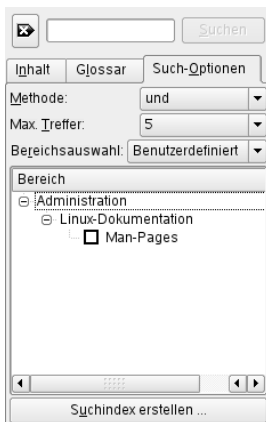 Suchen
Inhalt Glossar Such-Optionen
Methode: und
Max. Treffer: 5
Bereichsauswahl: Benutzerdefiniert
Bereich
Administration
Linux-Dokumentation
Man-Pages
Suchindex erstellen ...